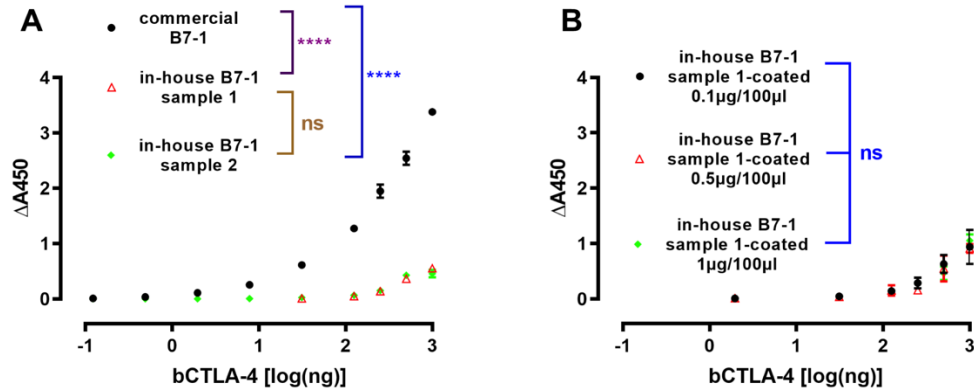 A
commercial
B7-1
****
in-house B7-1
sample 1
****
ns
in-house B7-1
sample 2
ΔA450
4
3
2
1
0
-1
0
1
2
3
bCTLA-4 [log(ng)]
B
in-house B7-1
sample 1-coated
0.1µg/100µl
in-house B7-1
sample 1-coated
0.5µg/100µl
ns
in-house B7-1
sample 1-coated
1µg/100µl
ΔA450
4
3
2
1
0
-1
0
1
2
3
bCTLA-4 [log(ng)]